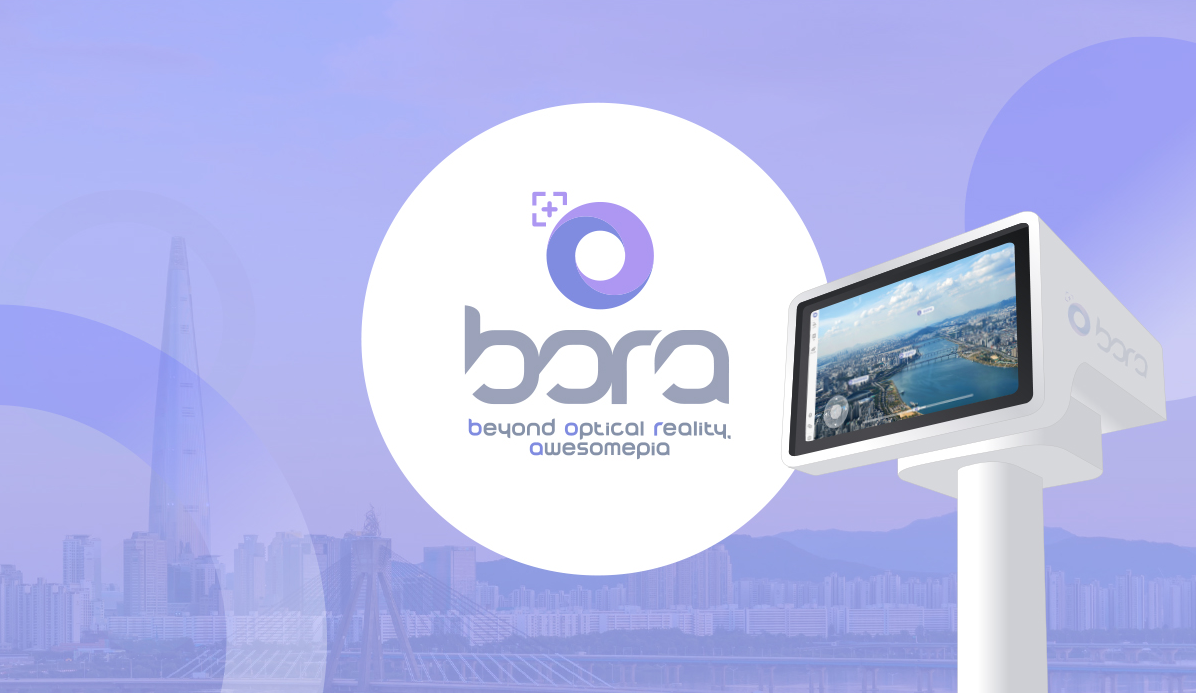 bora
beyond optical reality,
awesomepia
bora